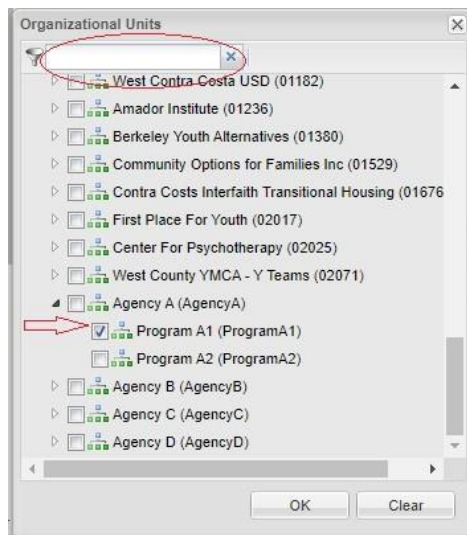 Organizational Units
West Contra Costa USD (01182)
Amador Institute (01236)
Berkeley Youth Alternatives (01380)
Community Options for Families Inc (01529)
Contra Costs Interfaith Transitional Housing (01676
First Place For Youth (02017)
Center For Psychotherapy (02025)
West County YMCA - Y Teams (02071)
Agency A (AgencyA)
Program A1 (ProgramA1)
Program A2 (ProgramA2)
Agency B (AgencyB)
Agency C (AgencyC)
Agency D (AgencyD)
OK Clear